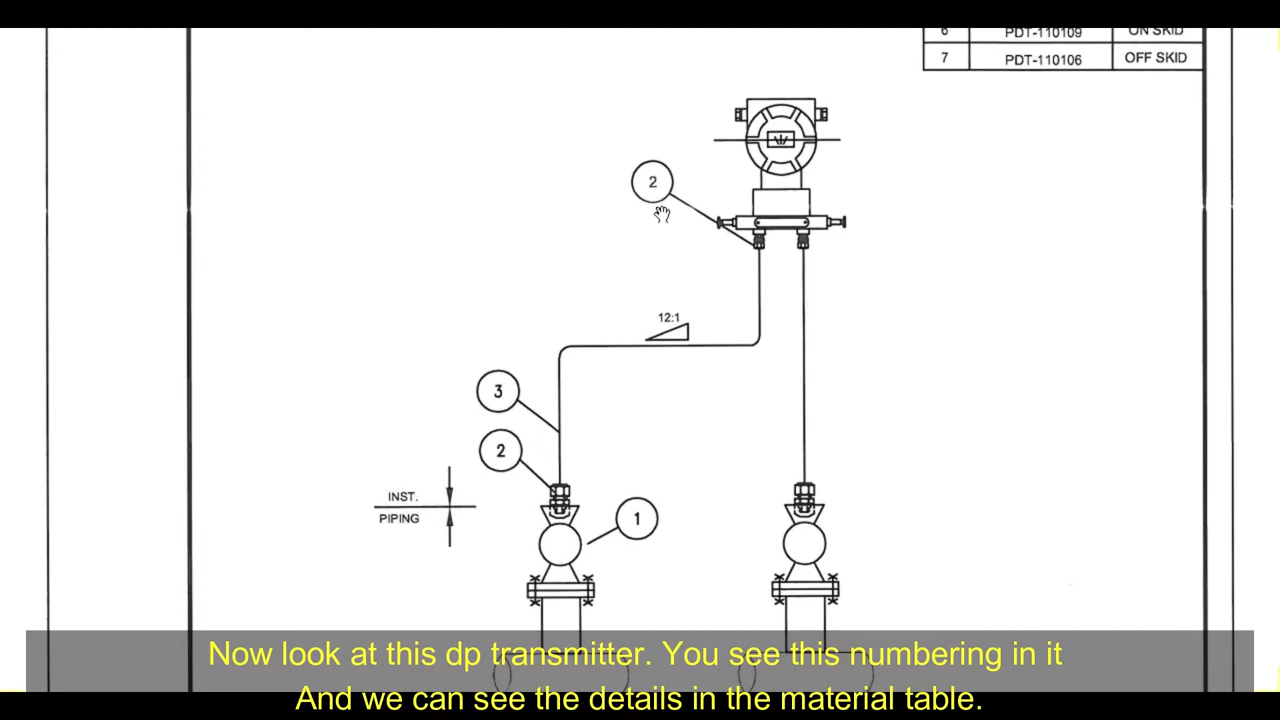 6 PDT-110109 ON SKID
7 PDT-110106 OFF SKID
2
12:1
3
2
INST.
PIPING
1
Now look at this dp transmitter. You see this numbering in it
And we can see the details in the material table.